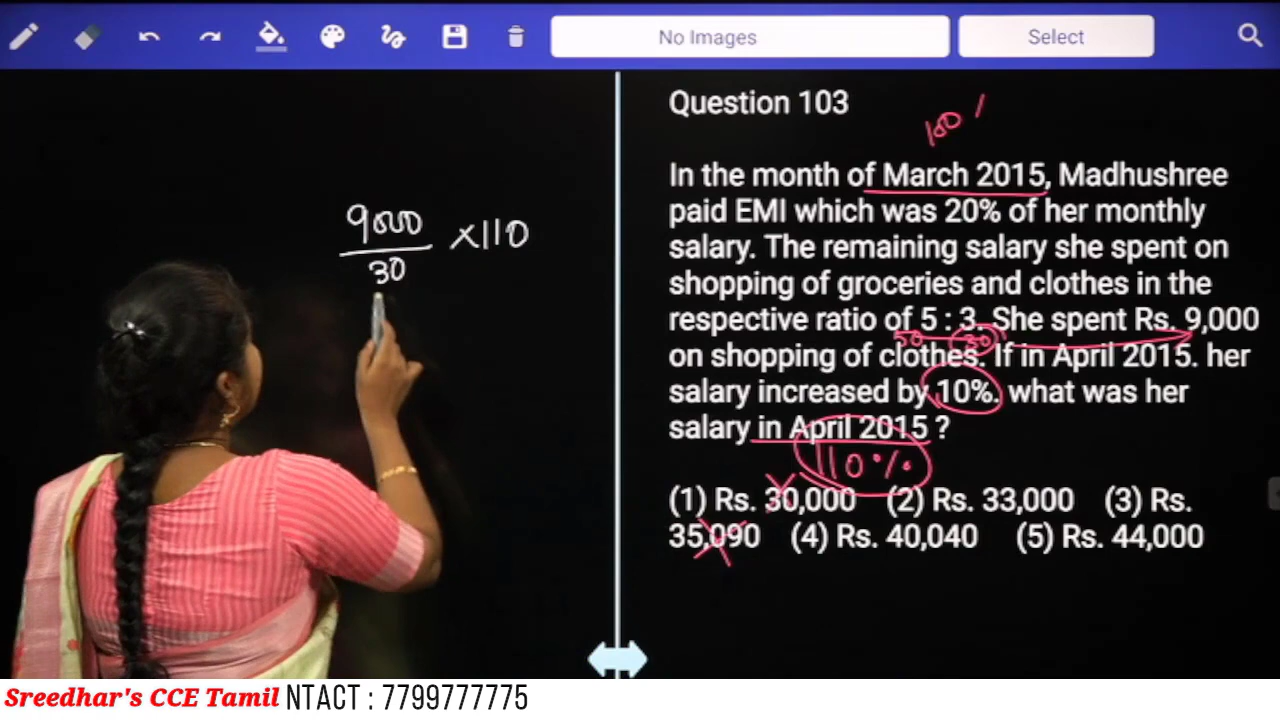 No Images
Select
9000
30
×110
Question 103
100 /
In the month of March 2015, Madhushree
paid EMI which was 20% of her monthly
salary. The remaining salary she spent on
shopping of groceries and clothes in the
respective ratio of 5 : 3. She spent Rs. 9,000
50 30
on shopping of clothes. If in April 2015. her
salary increased by 10%. what was her
salary in April 2015 ?
110%
(1) Rs. 30,000 (2) Rs. 33,000 (3) Rs.
35,090 (4) Rs. 40,040 (5) Rs. 44,000
Sreedhar's CCE Tamil NTACT : 7799777775